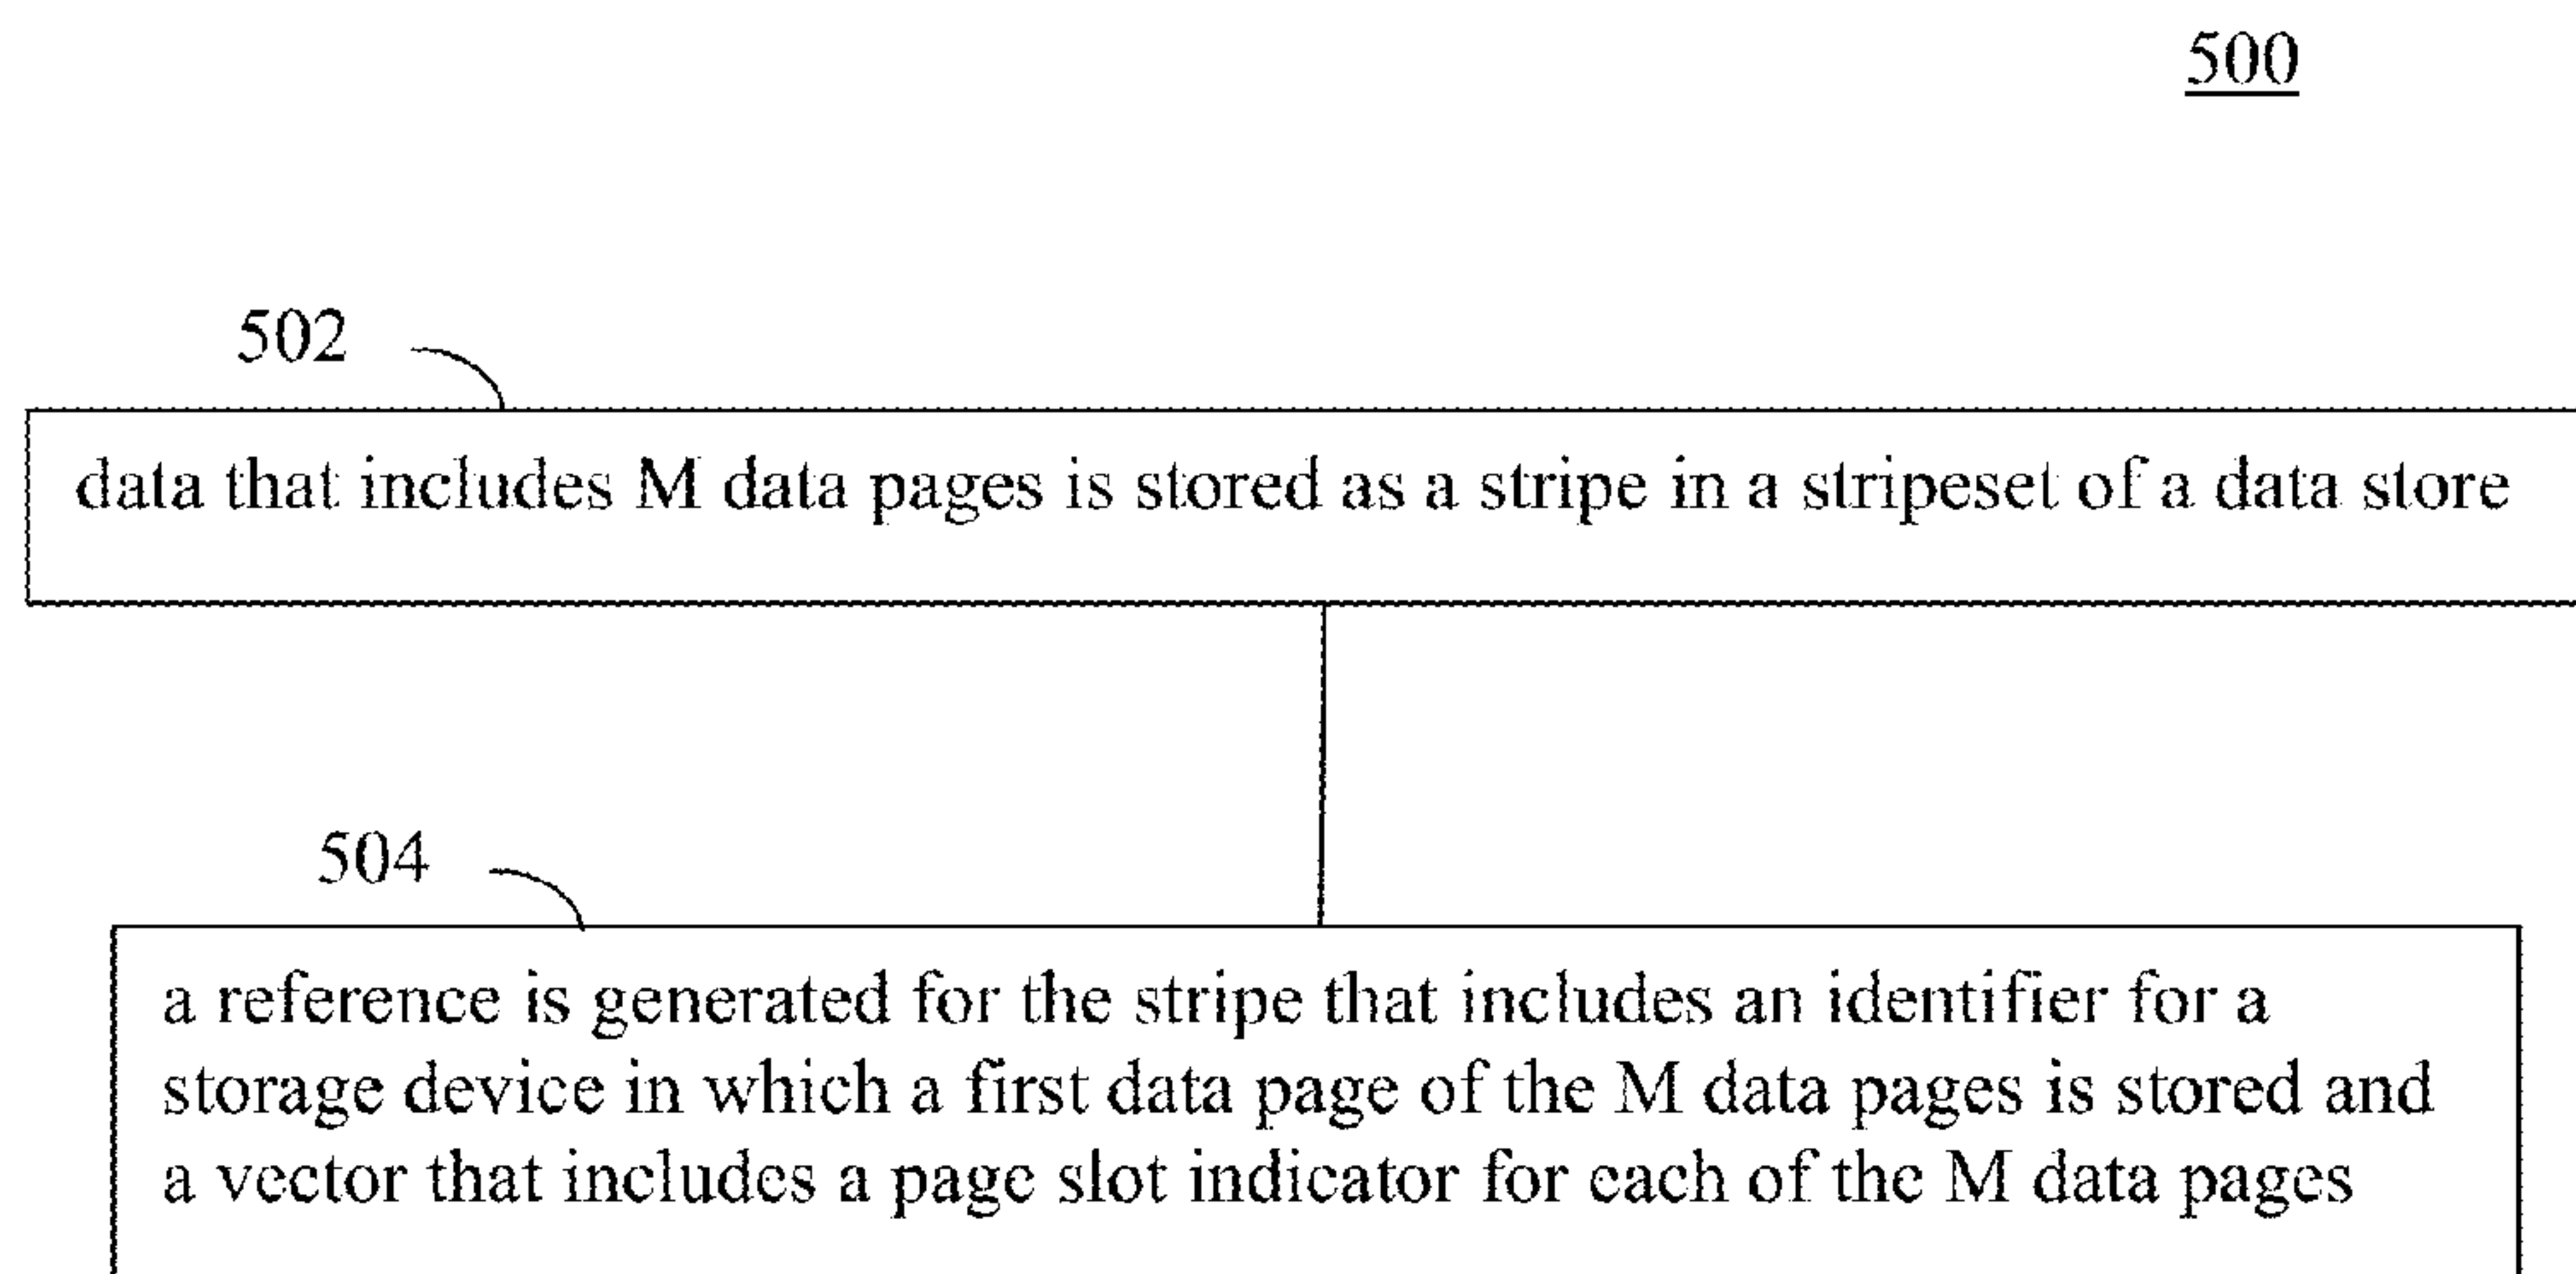 500
502
data that includes M data pages is stored as a stripe in a stripeset of a data store
504
a reference is generated for the stripe that includes an identifier for a
storage device in which a first data page of the M data pages is stored and
a vector that includes a page slot indicator for each of the M data pages